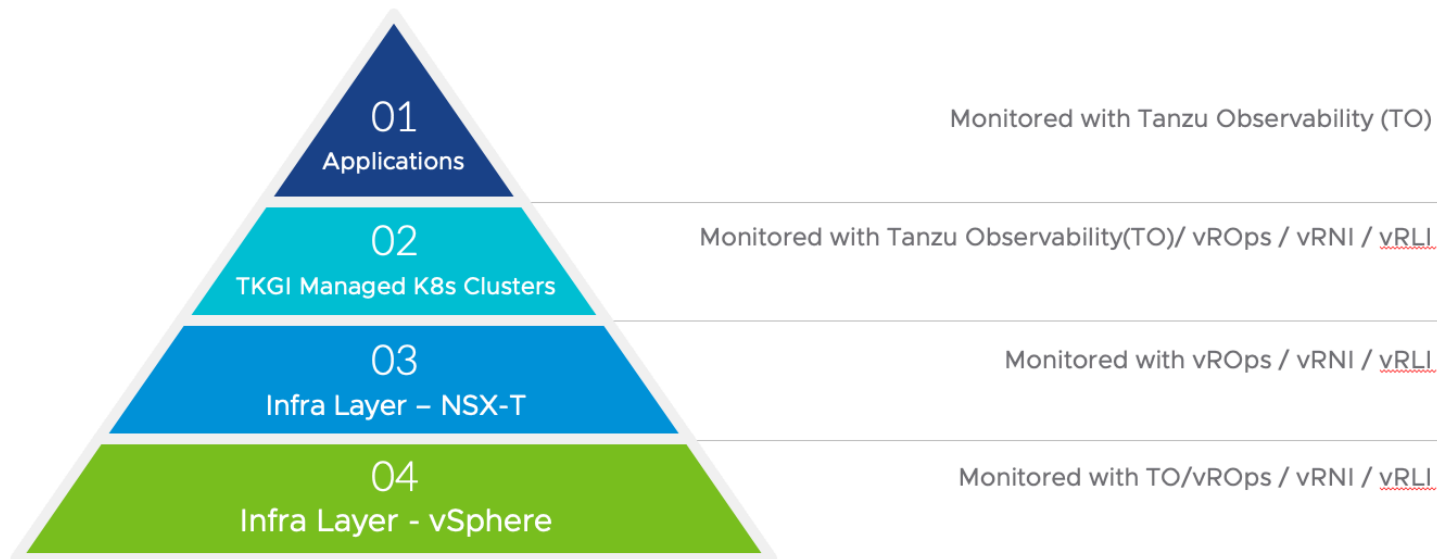 01
Applications
Monitored with Tanzu Observability (TO)
02
TKGI Managed K8s Clusters
Monitored with Tanzu Observability(TO)/ vROps / vRNI / vRLI
03
Infra Layer – NSX-T
Monitored with vROps / vRNI / vRLI
04
Infra Layer - vSphere
Monitored with TO/vROps / vRNI / vRLI